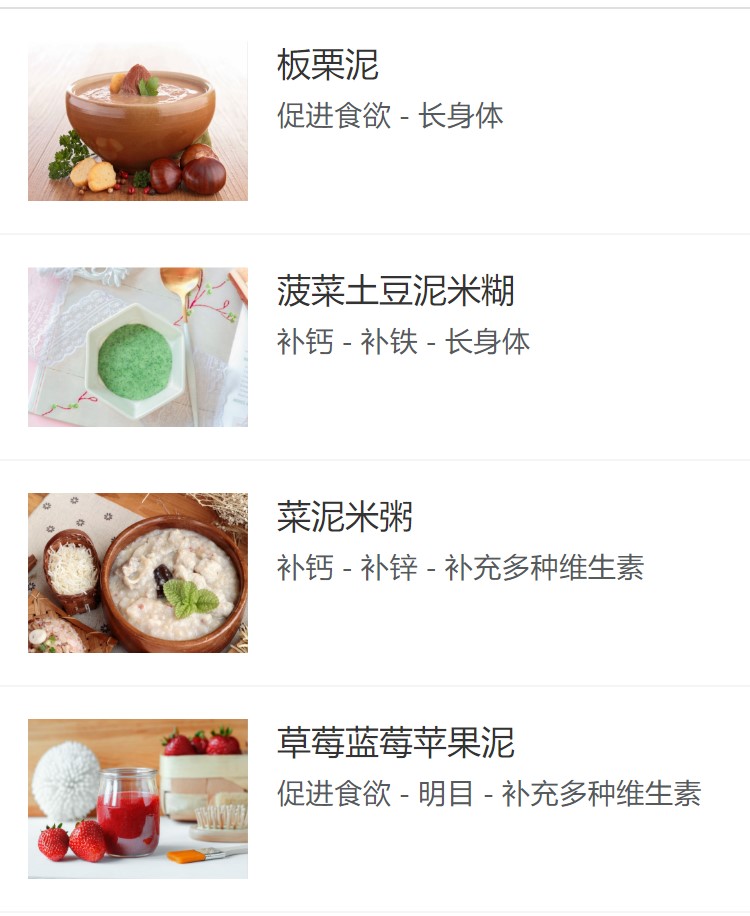 板栗泥
促进食欲 - 长身体
菠菜土豆泥米糊
补钙 - 补铁 - 长身体
菜泥米粥
补钙 - 补锌 - 补充多种维生素
草莓蓝莓苹果泥
促进食欲 - 明目 - 补充多种维生素